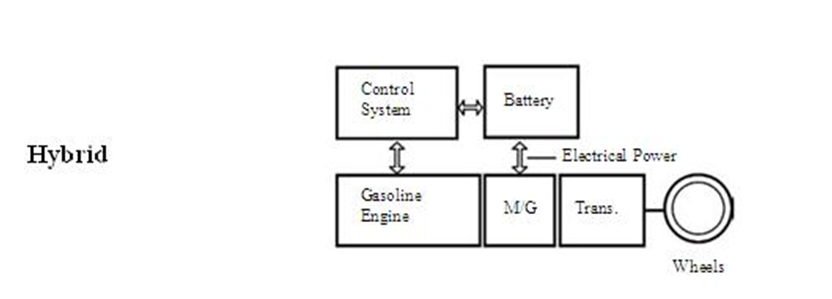 Hybrid
Control
System
Battery
Electrical Power
Gasoline
Engine
M/G
Trans.
Wheels